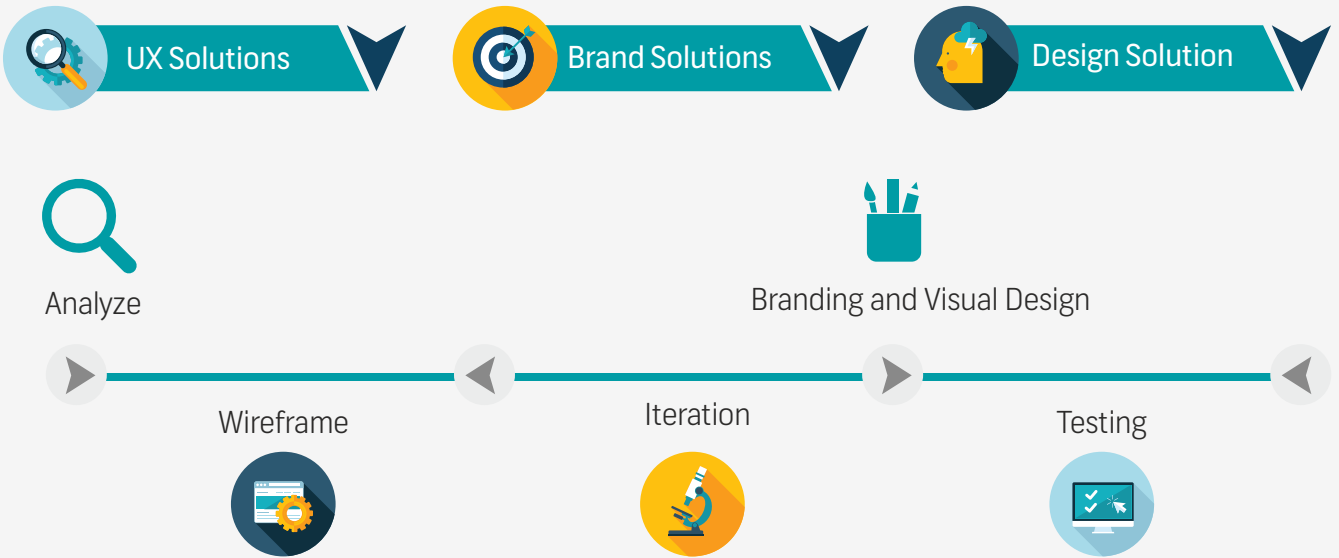 UX Solutions
Brand Solutions
Design Solution
Analyze
Branding and Visual Design
Wireframe
Iteration
Testing